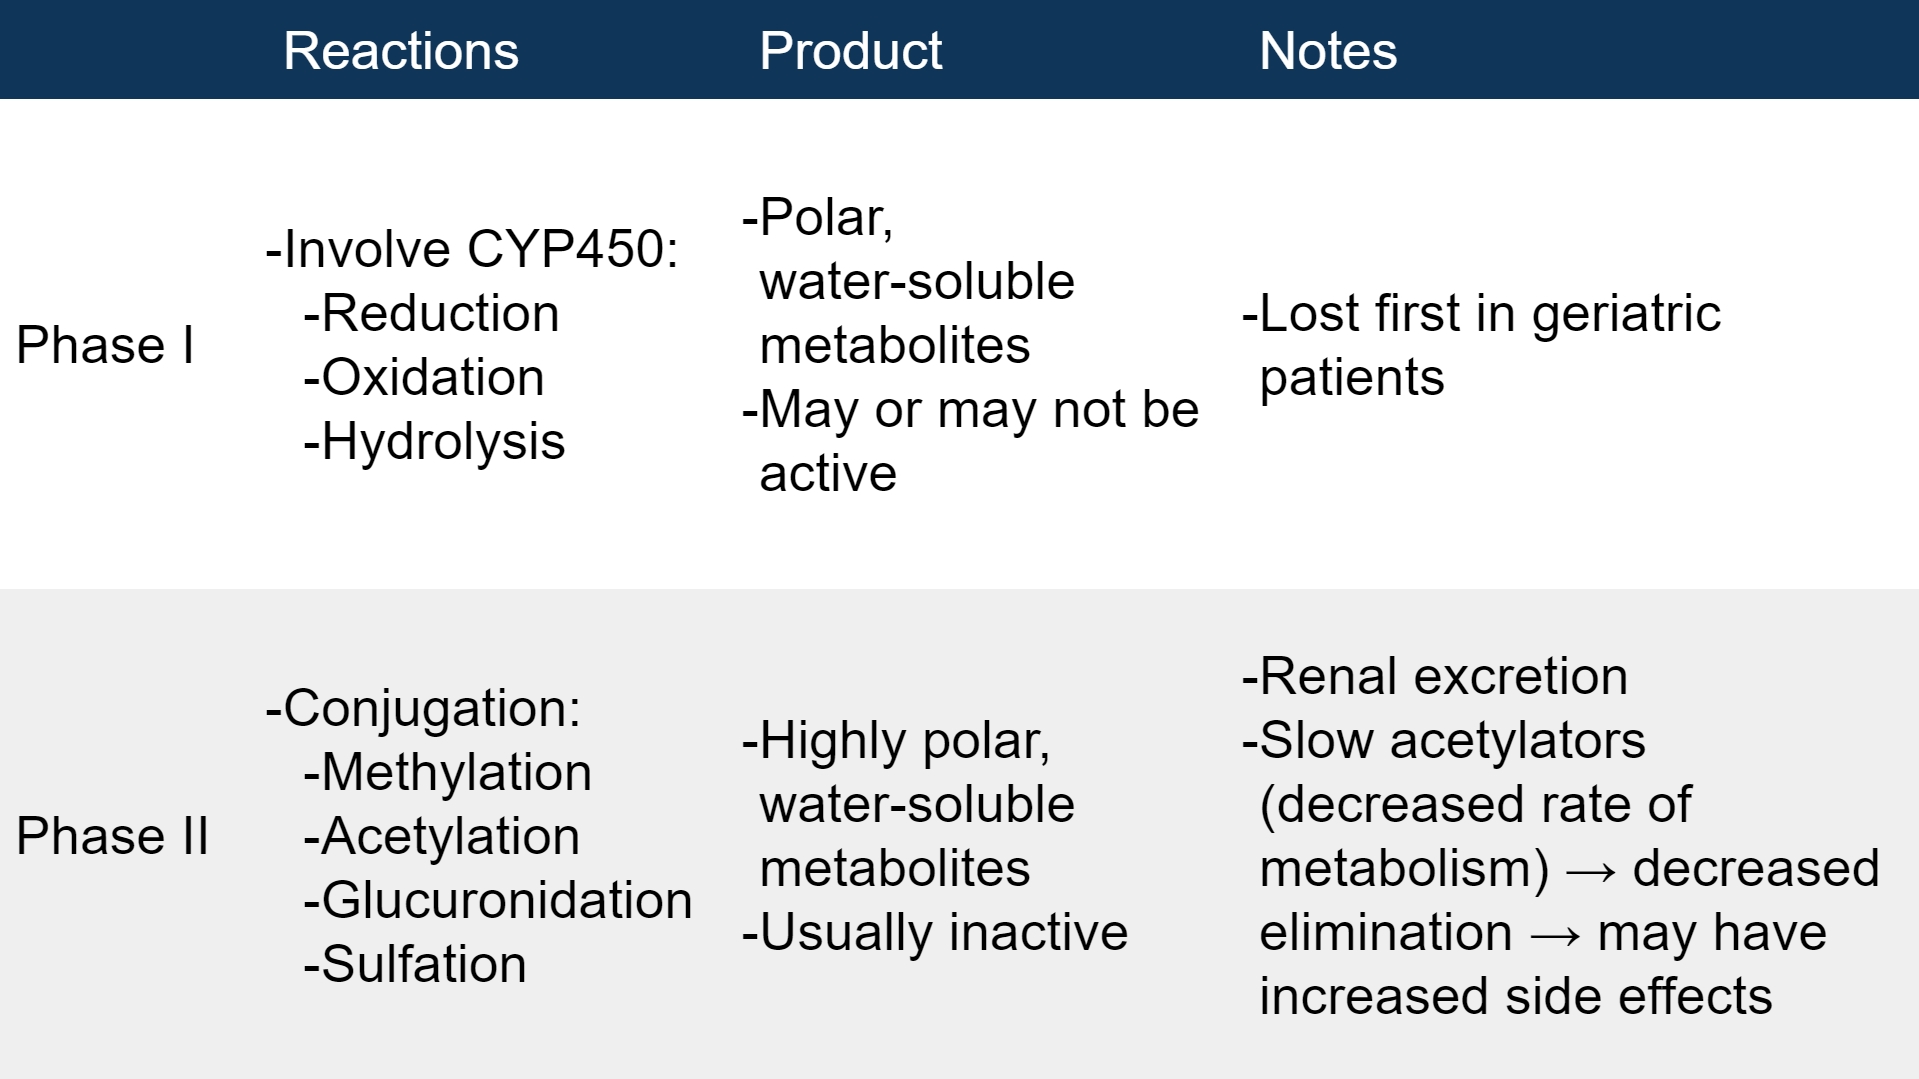 Reactions
Product
Notes
Phase I
-Involve CYP450:
-Reduction
-Oxidation
-Hydrolysis
-Polar,
water-soluble
metabolites
-May or may not be
active
-Lost first in geriatric
patients
Phase II
-Conjugation:
-Methylation
-Acetylation
-Glucuronidation
-Sulfation
-Highly polar,
water-soluble
metabolites
-Usually inactive
-Renal excretion
-Slow acetylators
(decreased rate of
metabolism) → decreased
elimination → may have
increased side effects